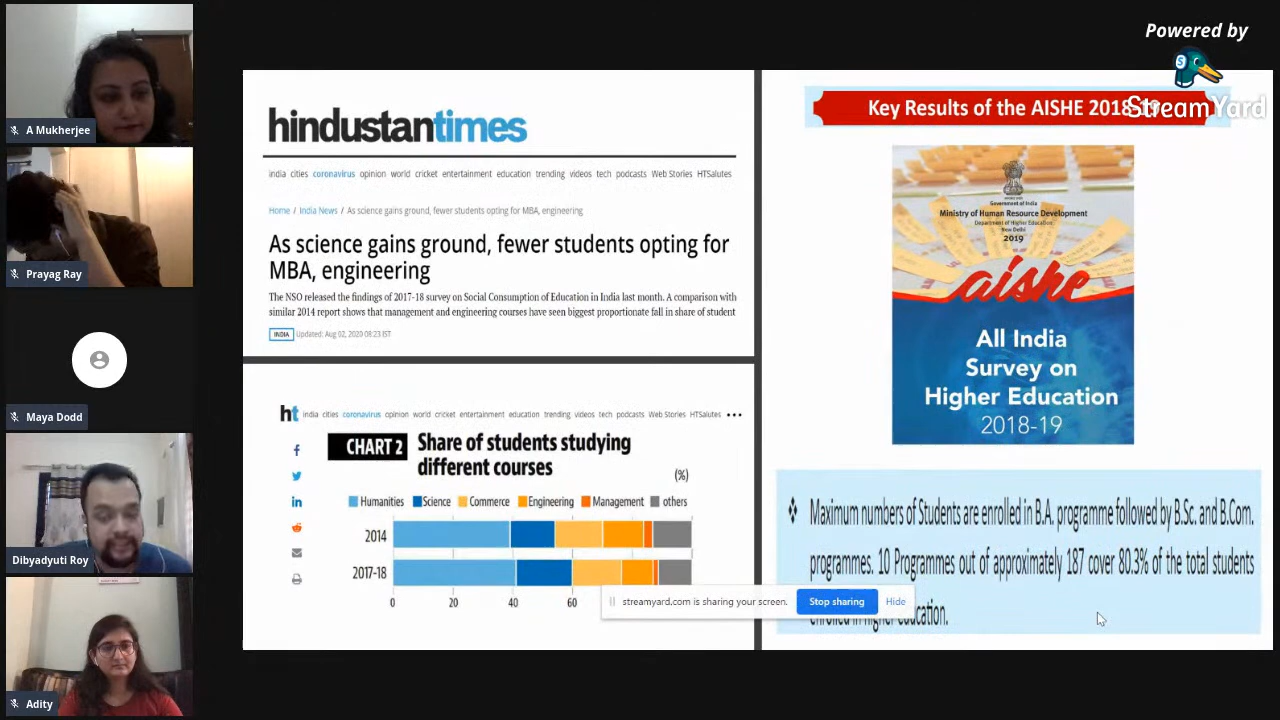 Powered by
StreamYard
A Mukherjee
Prayag Ray
Maya Dodd
Dibyadyuti Roy
Adity
hindustantimes
india cities coronavirus opinion world cricket entertainment education trending videos tech podcasts Web Stories HTSalutes
Home / India News / As science gains ground, fewer students opting for MBA, engineering
As science gains ground, fewer students opting for
MBA, engineering
The NSO released the findings of 2017-18 survey on Social Consumption of Education in India last month. A comparison with
similar 2014 report shows that management and engineering courses have seen biggest proportionate fall in share of student
INDIA Updated: Aug 02, 2020 08:23 IST
ht india cities coronavirus opinion world cricket entertainment education trending videos tech podcasts Web Stories HTSalutes •••
CHART 2 Share of students studying
different courses
(%)
Humanities Science Commerce Engineering Management others
2014
2017-18
0 20 40 60
streamyard.com is sharing your screen. Stop sharing Hide
Key Results of the AISHE 2018-19
Government of India
Ministry of Human Resource Development
Department of Higher Education
New Delhi
2019
aishe
All India
Survey on
Higher Education
2018-19
Maximum numbers of Students are enrolled in B.A. programme followed by B.Sc. and B.Com.
programmes. 10 Programmes out of approximately 187 cover 80.3% of the total students
enrolled in higher education.